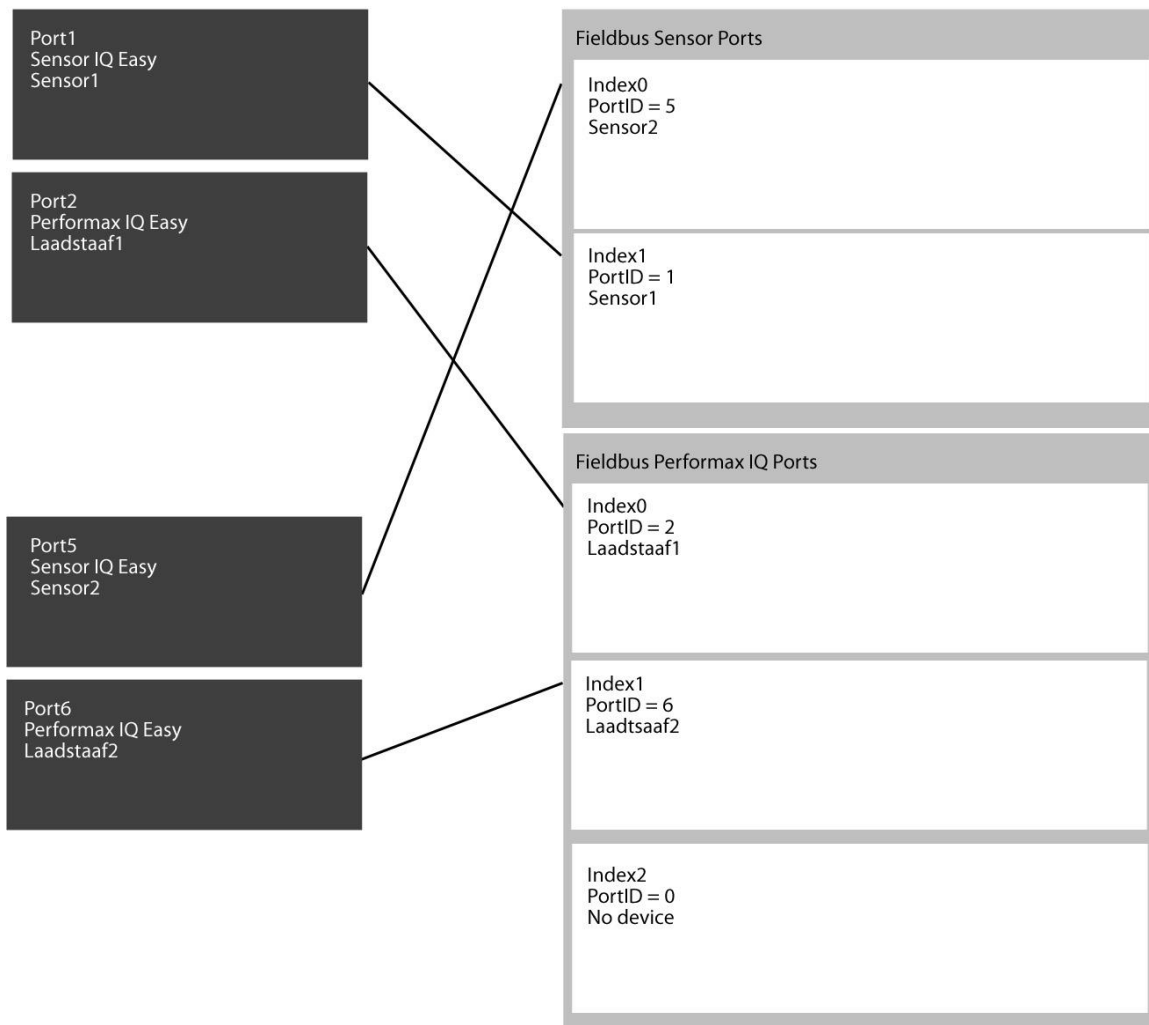 Port1
Sensor IQ Easy
Sensor1
Port2
Performax IQ Easy
Laadstaaf1
Port5
Sensor IQ Easy
Sensor2
Port6
Performax IQ Easy
Laadstaaf2
Fieldbus Sensor Ports
Index0
PortID = 5
Sensor2
Index1
PortID = 1
Sensor1
Fieldbus Performax IQ Ports
Index0
PortID = 2
Laadstaaf1
Index1
PortID = 6
Laadtsaaf2
Index2
PortID = 0
No device